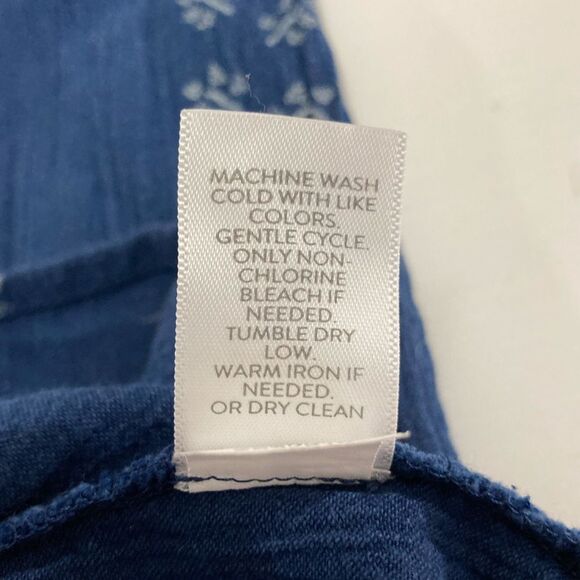 MACHINE WASH
COLD WITH LIKE
COLORS.
GENTLE CYCLE.
ONLY NON-
CHLORINE
BLEACH IF
NEEDED.
TUMBLE DRY
LOW.
WARM IRON IF
NEEDED.
OR DRY CLEAN